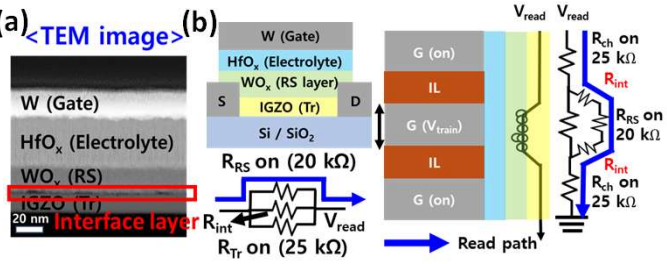 (a)
<TEM image>
W (Gate)
HfOx (Electrolyte)
WOx (RS)
IGZO (Tr)
Interface layer
20 nm
(b)
W (Gate)
HfOx (Electrolyte)
WOx (RS layer)
S
IGZO (Tr)
D
Si / SiO2
RRS on (20 kΩ)
Rint
Vread
RTr on (25 kΩ)
G (on)
IL
G (Vtrain)
IL
G (on)
Vread
Vread
Rch on
25 kΩ
Rint
RRS on
20 kΩ
Rint
Rch on
25 kΩ
Read path